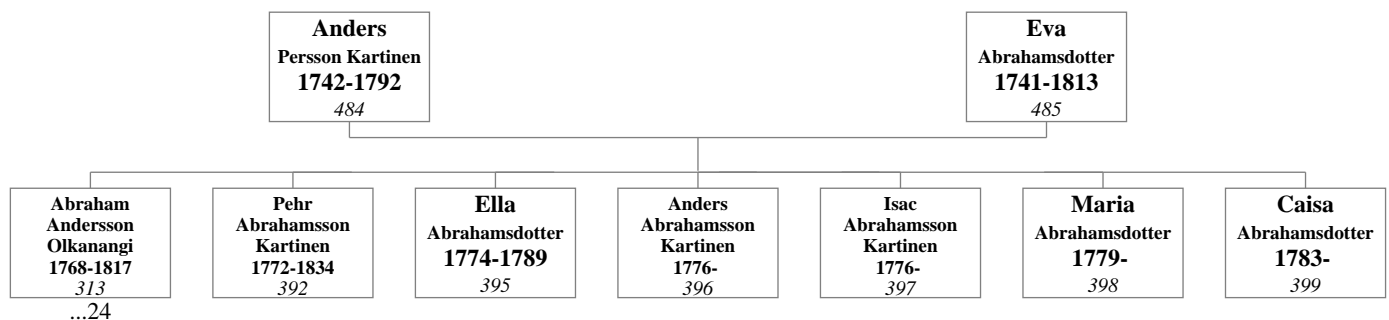 Anders
Persson Kartinen
1742-1792
484
Eva
Abrahamsdotter
1741-1813
485
Abraham
Andersson
Olkanangi
1768-1817
313
...24
Pehr
Abrahamsson
Kartinen
1772-1834
392
Ella
Abrahamsdotter
1774-1789
395
Anders
Abrahamsson
Kartinen
1776-
396
Isac
Abrahamsson
Kartinen
1776-
397
Maria
Abrahamsdotter
1779-
398
Caisa
Abrahamsdotter
1783-
399